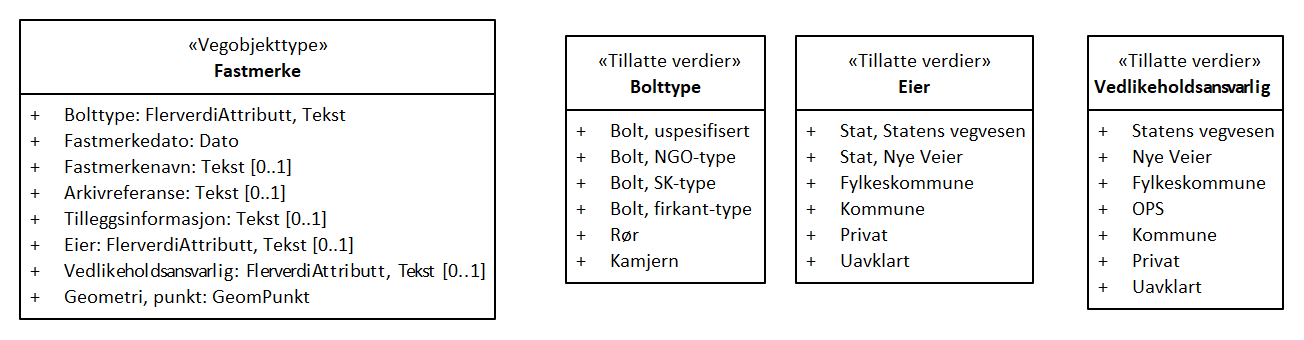 «Vegobjekttype»
Fastmerke
+ Bolttype: FlerverdiAttributt, Tekst
+ Fastmerkedato: Dato
+ Fastmerkenavn: Tekst [0..1]
+ Arkivreferanse: Tekst [0..1]
+ Tilleggsinformasjon: Tekst [0..1]
+ Eier: FlerverdiAttributt, Tekst [0..1]
+ Vedlikeholdsansvarlig: FlerverdiAttributt, Tekst [0..1]
+ Geometri, punkt: GeomPunkt
«Tillatte verdier»
Bolttype
+ Bolt, uspesifisert
+ Bolt, NGO-type
+ Bolt, SK-type
+ Bolt, firkant-type
+ Rør
+ Kamjern
«Tillatte verdier»
Eier
+ Stat, Statens vegvesen
+ Stat, Nye Veier
+ Fylkeskommune
+ Kommune
+ Privat
+ Uavklart
«Tillatte verdier»
Vedlikeholdsansvarlig
+ Statens vegvesen
+ Nye Veier
+ Fylkeskommune
+ OPS
+ Kommune
+ Privat
+ Uavklart